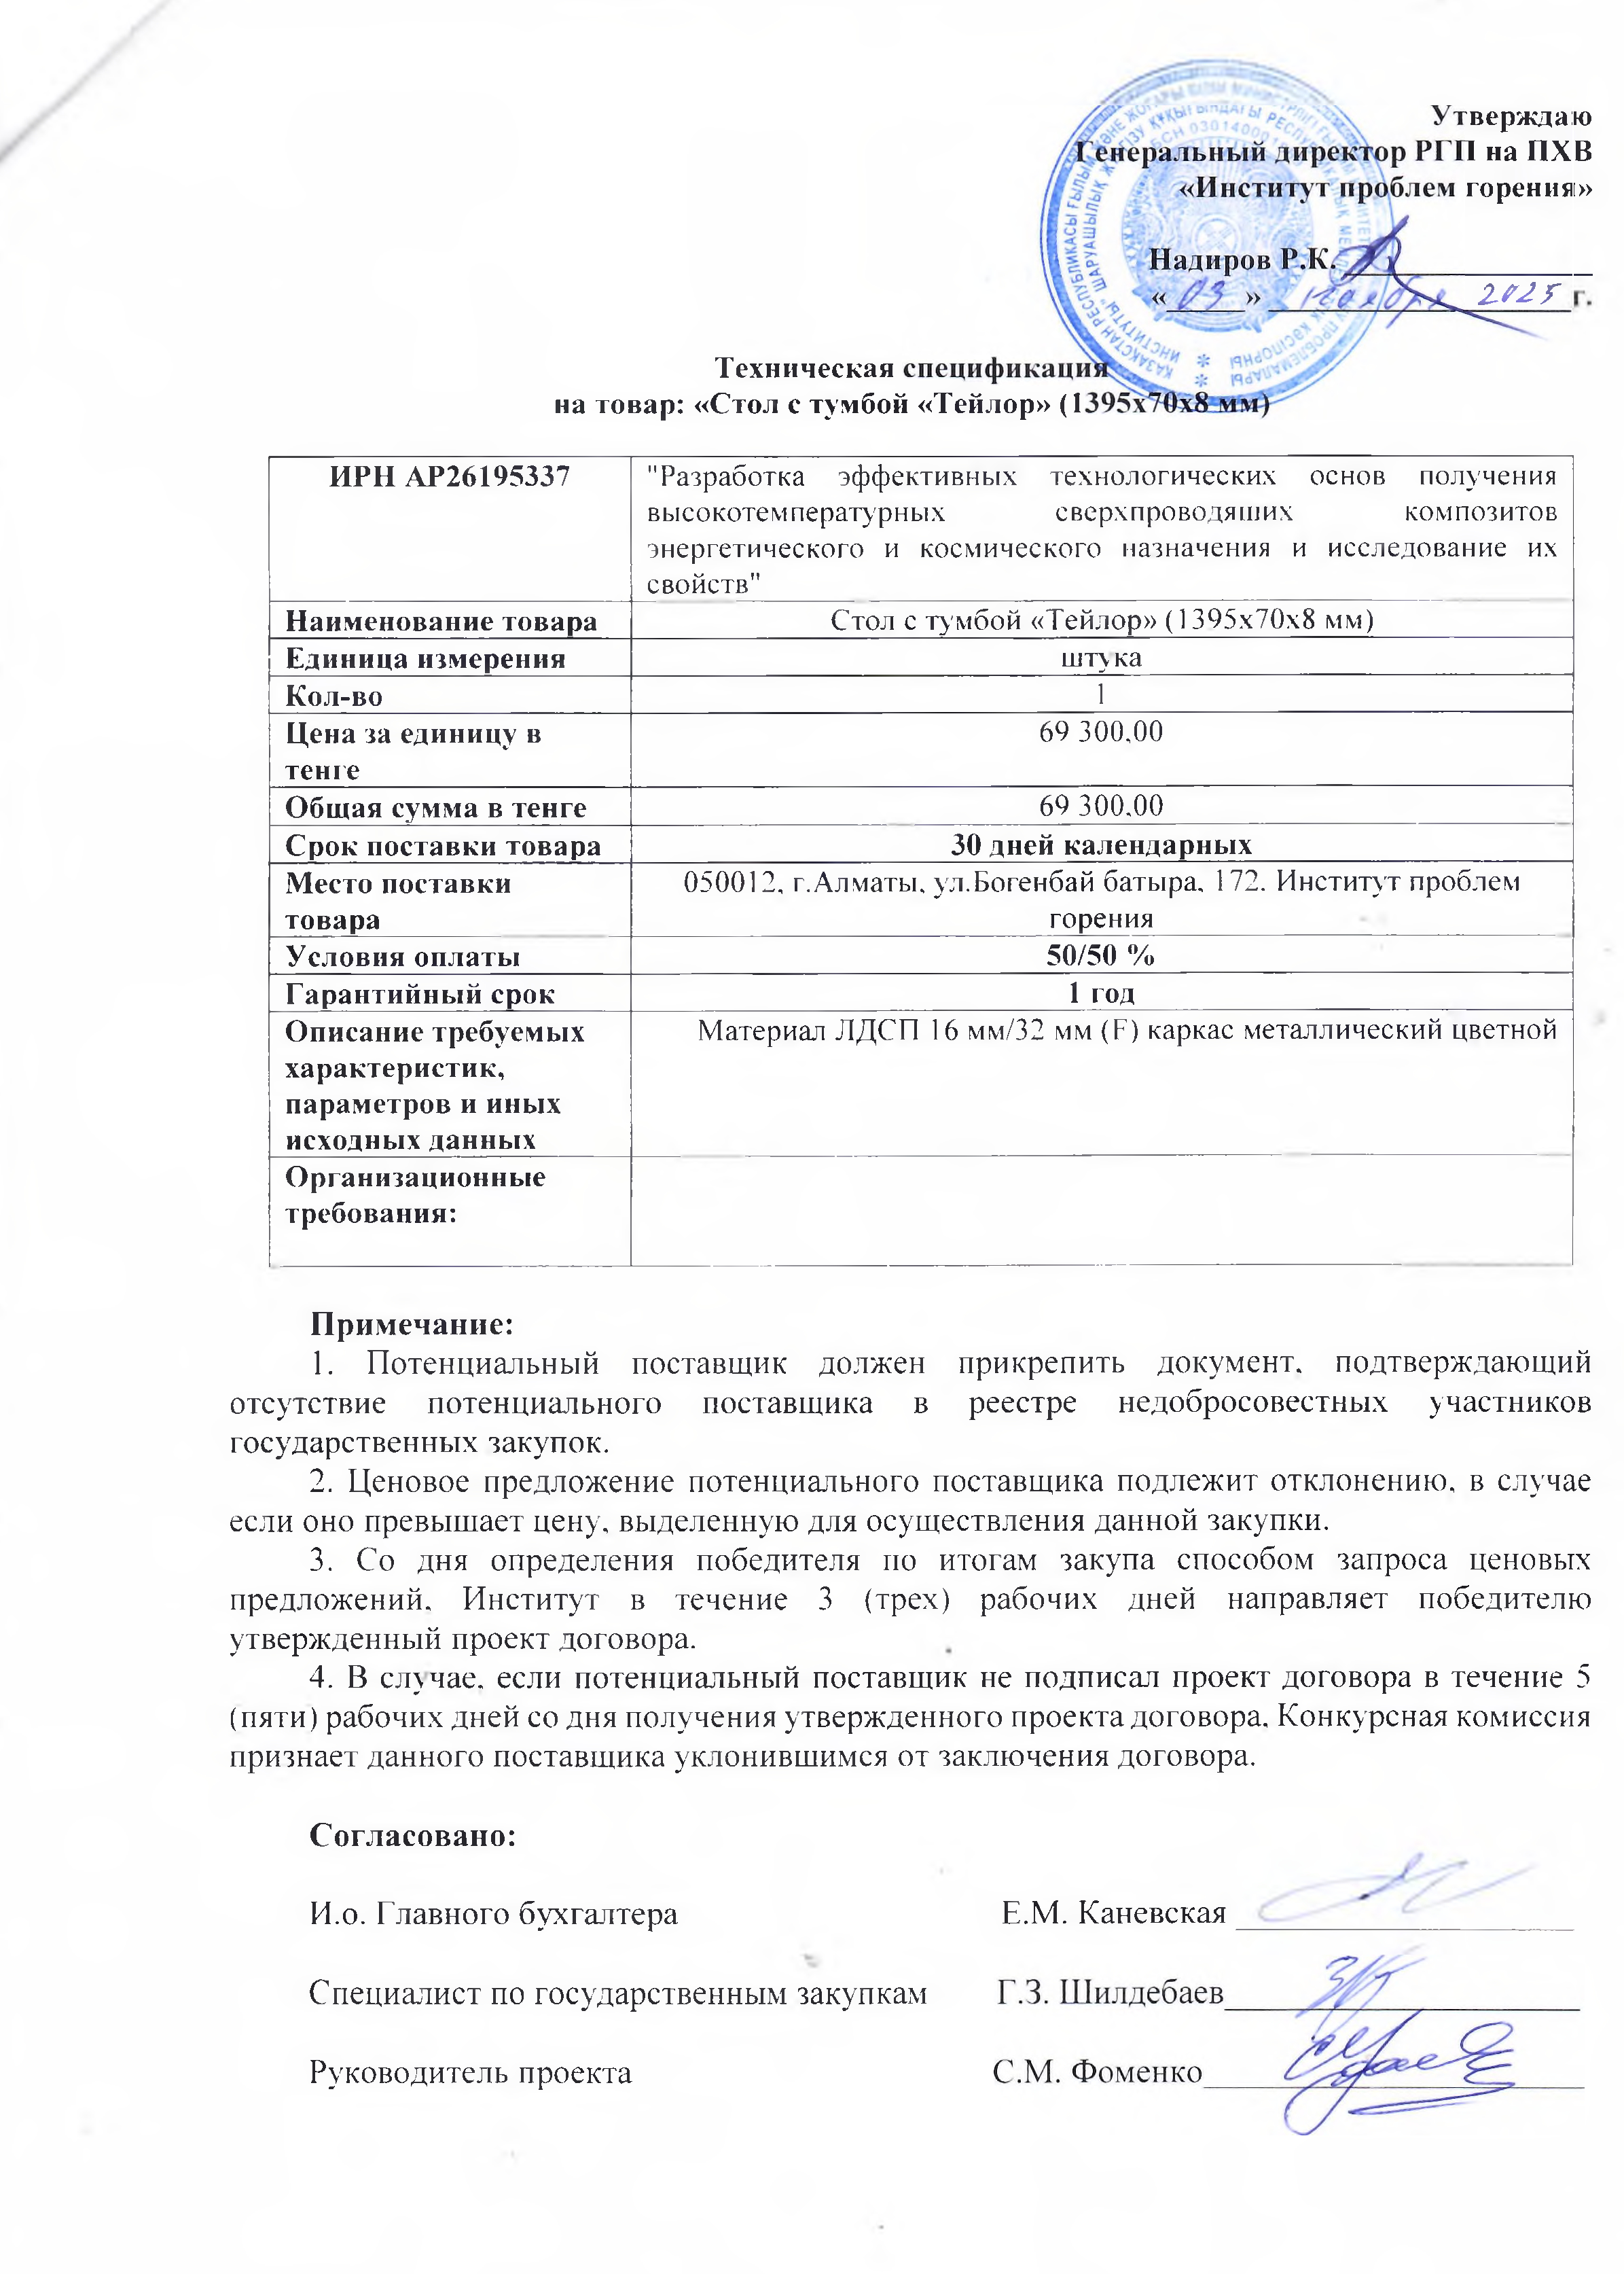 Утверждаю
Генеральный директор РГП на ПХВ
«Институт проблем горения»
Надиров Р.К.
«03» ноября 2025 г.
Техническая спецификация
на товар: «Стол с тумбой «Тейлор» (1395х70х8 мм)
ИРН АР26195337
"Разработка эффективных технологических основ получения
высокотемпературных сверхпроводящих композитов
энергетического и космического назначения и исследование их
свойств"
Наименование товара
Стол с тумбой «Тейлор» (1395х70х8 мм)
Единица измерения
штука
Кол-во
1
Цена за единицу в
тенге
69 300,00
Общая сумма в тенге
69 300,00
Срок поставки товара
30 дней календарных
Место поставки
товара
050012, г.Алматы, ул.Богенбай батыра, 172. Институт проблем
горения
Условия оплаты
50/50 %
Гарантийный срок
1 год
Описание требуемых
характеристик,
параметров и иных
исходных данных
Материал ЛДСП 16 мм/32 мм (F) каркас металлический цветной
Организационные
требования:
Примечание:
1. Потенциальный поставщик должен прикрепить документ, подтверждающий
отсутствие потенциального поставщика в реестре недобросовестных участников
государственных закупок.
2. Ценовое предложение потенциального поставщика подлежит отклонению, в случае
если оно превышает цену, выделенную для осуществления данной закупки.
3. Со дня определения победителя по итогам закупа способом запроса ценовых
предложений, Институт в течение 3 (трех) рабочих дней направляет победителю
утвержденный проект договора.
4. В случае, если потенциальный поставщик не подписал проект договора в течение 5
(пяти) рабочих дней со дня получения утвержденного проекта договора, Конкурсная комиссия
признает данного поставщика уклонившимся от заключения договора.
Согласовано:
И.о. Главного бухгалтера Е.М. Каневская
Специалист по государственным закупкам Г.З. Шилдебаев
Руководитель проекта С.М. Фоменко